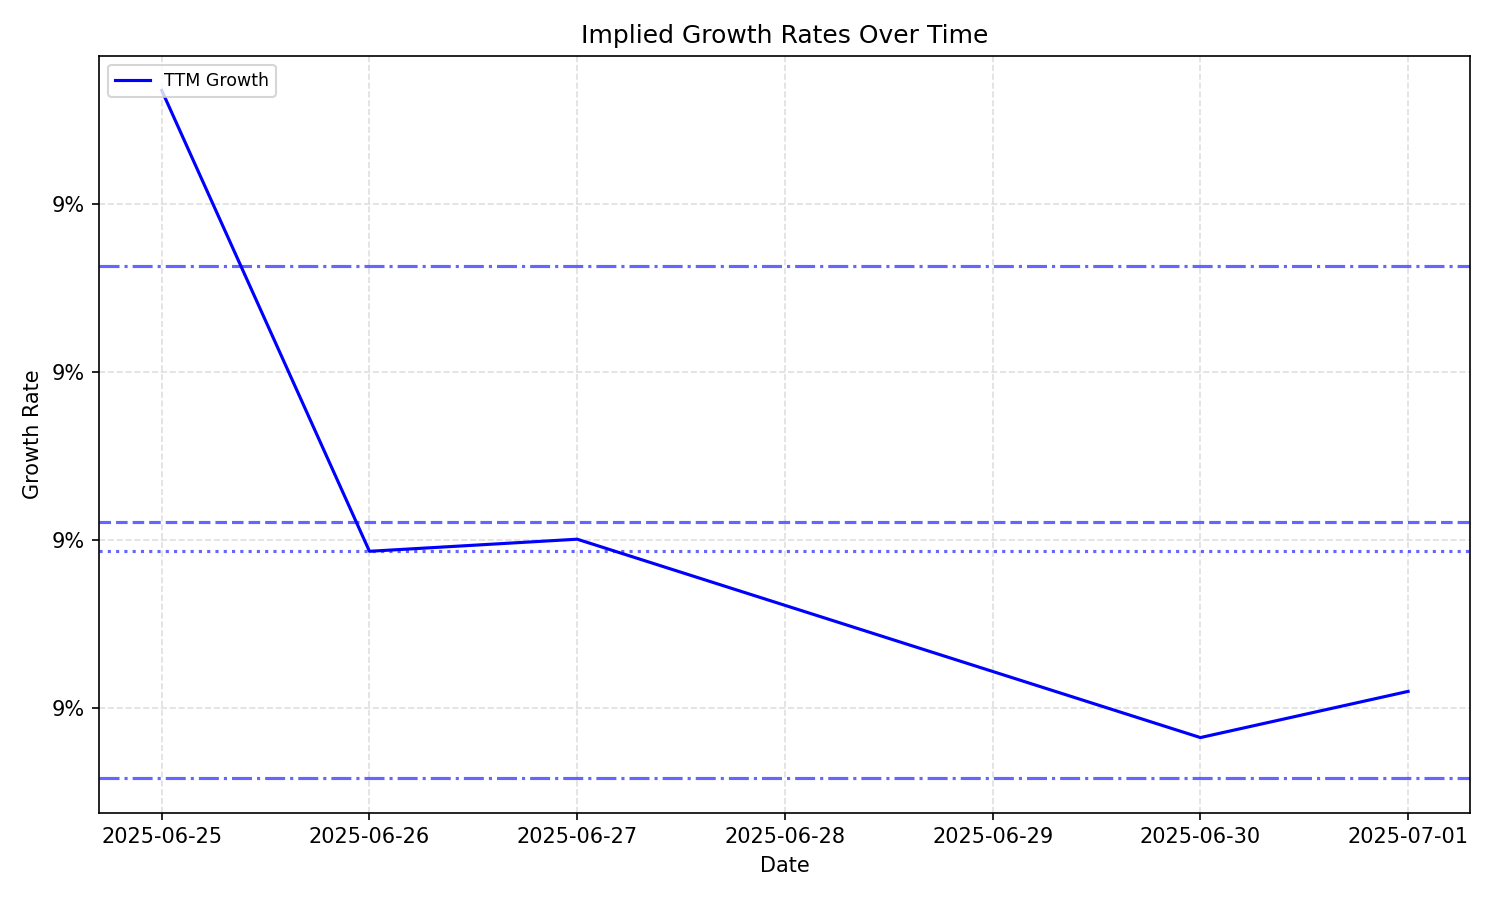 Implied Growth Rates Over Time
TTM Growth
9%
9%
9%
9%
Growth Rate
2025-06-25
2025-06-26
2025-06-27
2025-06-28
2025-06-29
2025-06-30
2025-07-01
Date